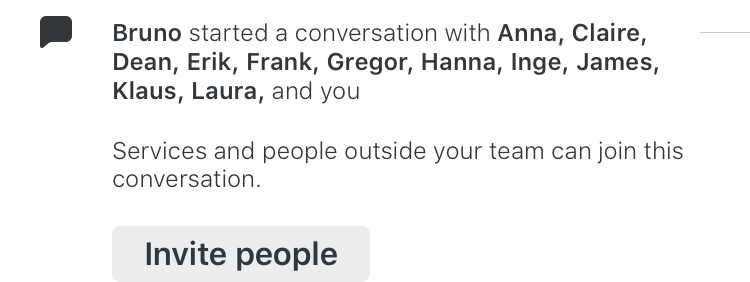 Bruno started a conversation with Anna, Claire,
Dean, Erik, Frank, Gregor, Hanna, Inge, James,
Klaus, Laura, and you
Services and people outside your team can join this
conversation.
Invite people